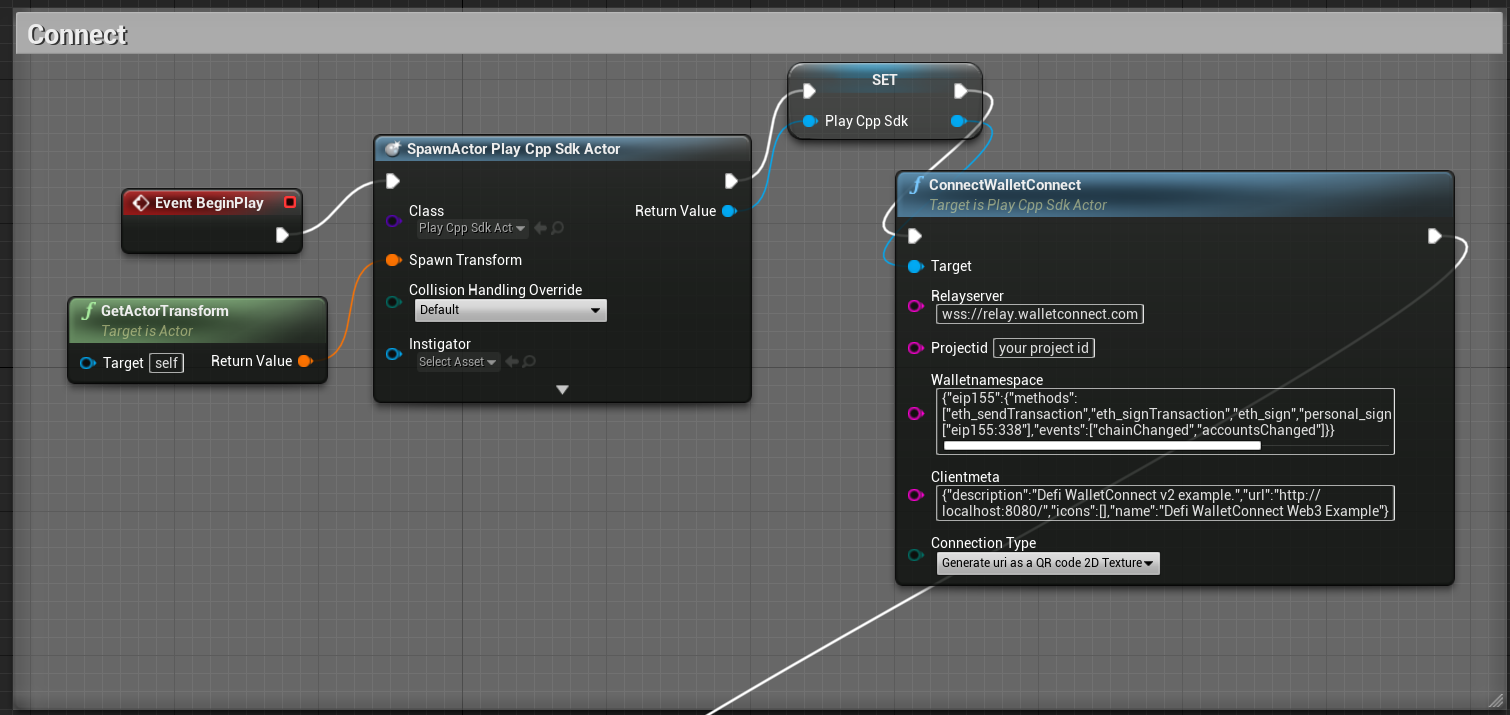 Connect
SET
Play Cpp Sdk
SpawnActor Play Cpp Sdk Actor
Class
Play Cpp Sdk Act
Return Value
Spawn Transform
Collision Handling Override
Default
Instigator
Select Asset
Event BeginPlay
GetActorTransform
Target is Actor
Target self
Return Value
ConnectWalletConnect
Target is Play Cpp Sdk Actor
Target
Relayserver
wss://relay.walletconnect.com
Projectid your project id
Walletnamespace
{"eip155":{"methods":
["eth_sendTransaction","eth_signTransaction","eth_sign","personal_sign
["eip155:338"],"events":["chainChanged","accountsChanged"]}}
Clientmeta
{"description":"Defi WalletConnect v2 example.","url":"http://
localhost:8080/","icons":[],"name":"Defi WalletConnect Web3 Example"}
Connection Type
Generate uri as a QR code 2D Texture